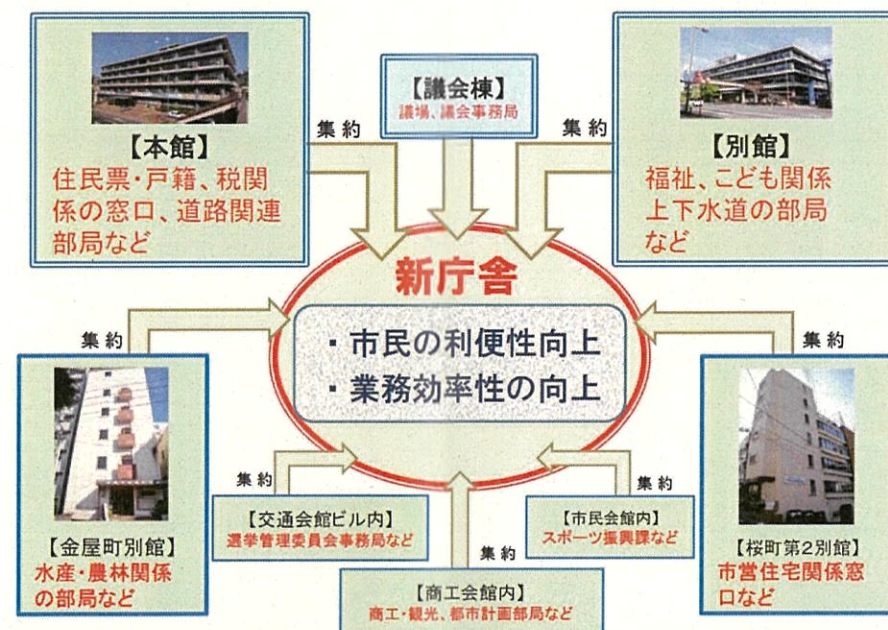 【本館】
住民票・戸籍、税関
係の窓口、道路関連
部局など
集約
【議会棟】
議場、議会事務局
集約
【別館】
福祉、こども関係
上下水道の部局
など
新庁舎
・市民の利便性向上
・業務効率性の向上
集約
【金屋町別館】
水産・農林関係
の部局など
集約
【交通会館ビル内】
選挙管理委員会事務局など
集約
【商工会館内】
商工・観光、都市計画部局など
集約
【市民会館内】
スポーツ振興課など
集約
【桜町第2別館】
市営住宅関係窓
口など